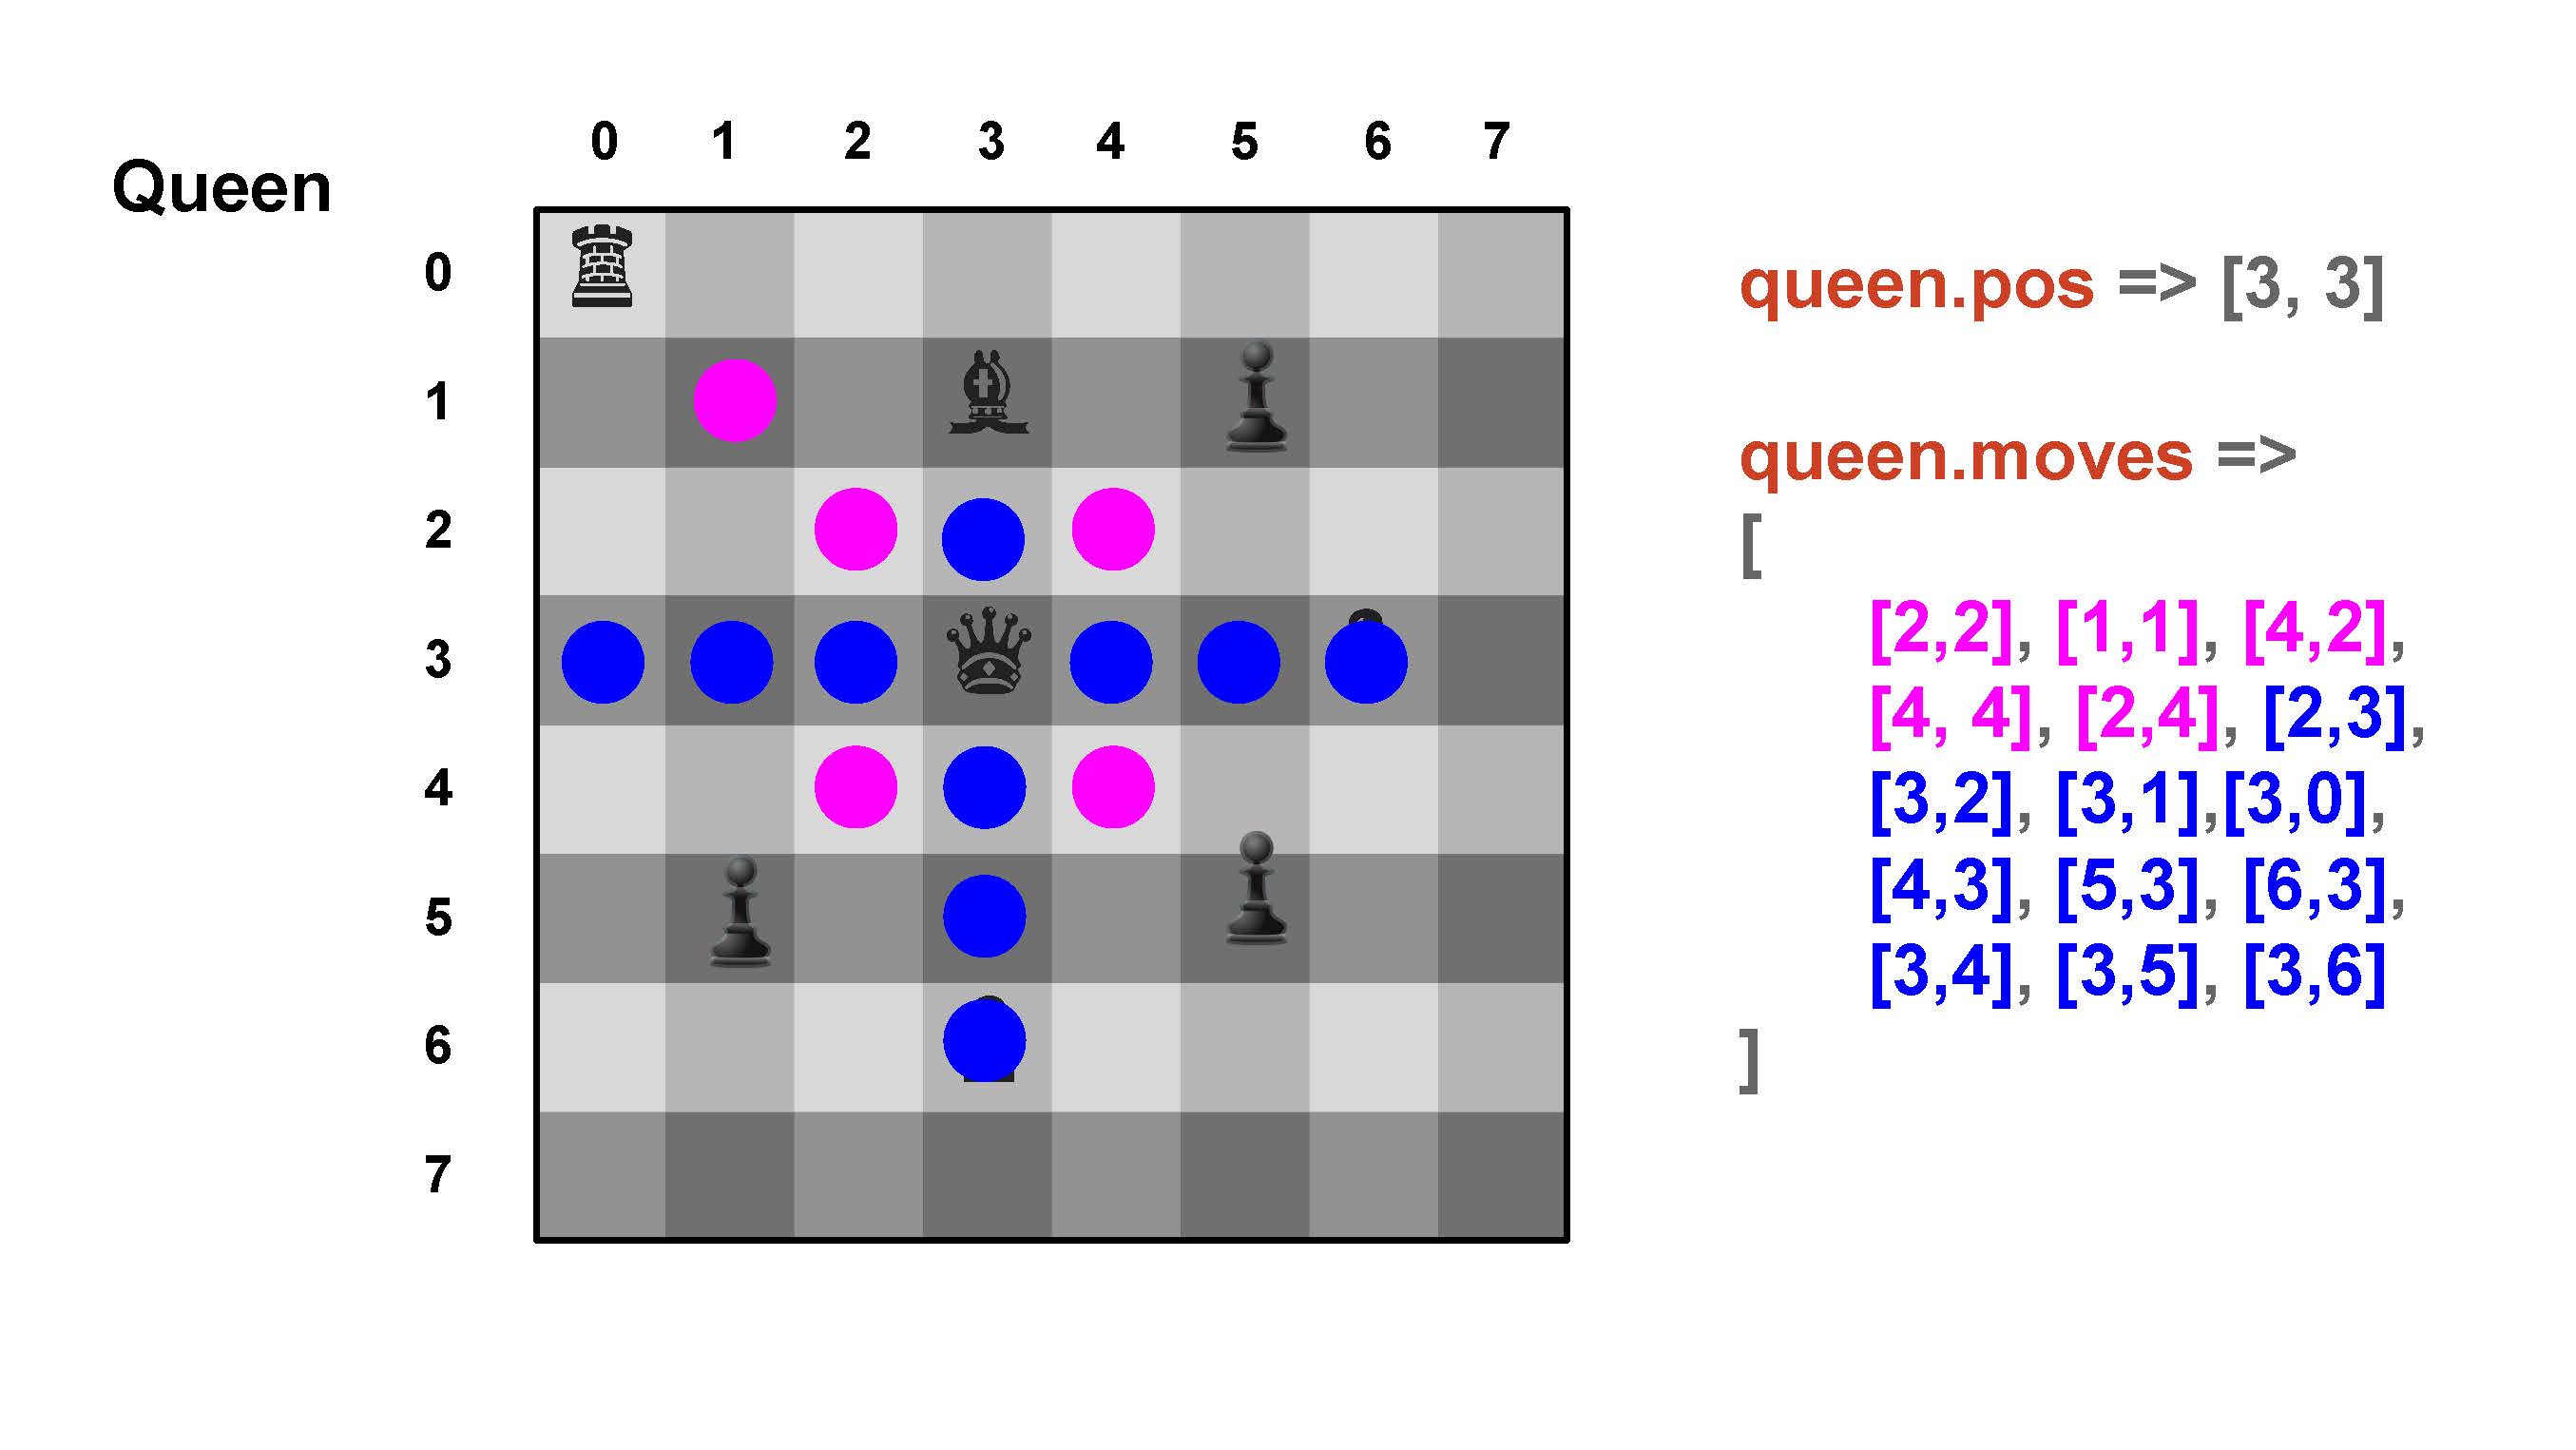 0 1 2 3 4 5 6 7
Queen
0
1
2
3
4
5
6
7
queen.pos => [3, 3]
queen.moves =>
[
[2,2], [1,1], [4,2],
[4, 4], [2,4], [2,3],
[3,2], [3,1],[3,0],
[4,3], [5,3], [6,3],
[3,4], [3,5], [3,6]
]